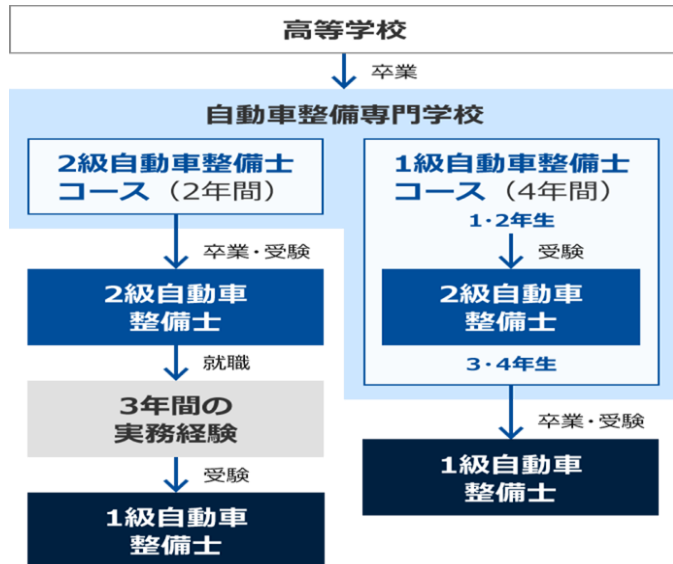 高等学校
卒業
自動車整備専門学校
2級自動車整備士
コース（2年間）
卒業・受験
2級自動車
整備士
就職
3年間の
実務経験
受験
1級自動車
整備士
1級自動車整備士
コース（4年間）
1・2年生
受験
2級自動車
整備士
3・4年生
卒業・受験
1級自動車
整備士